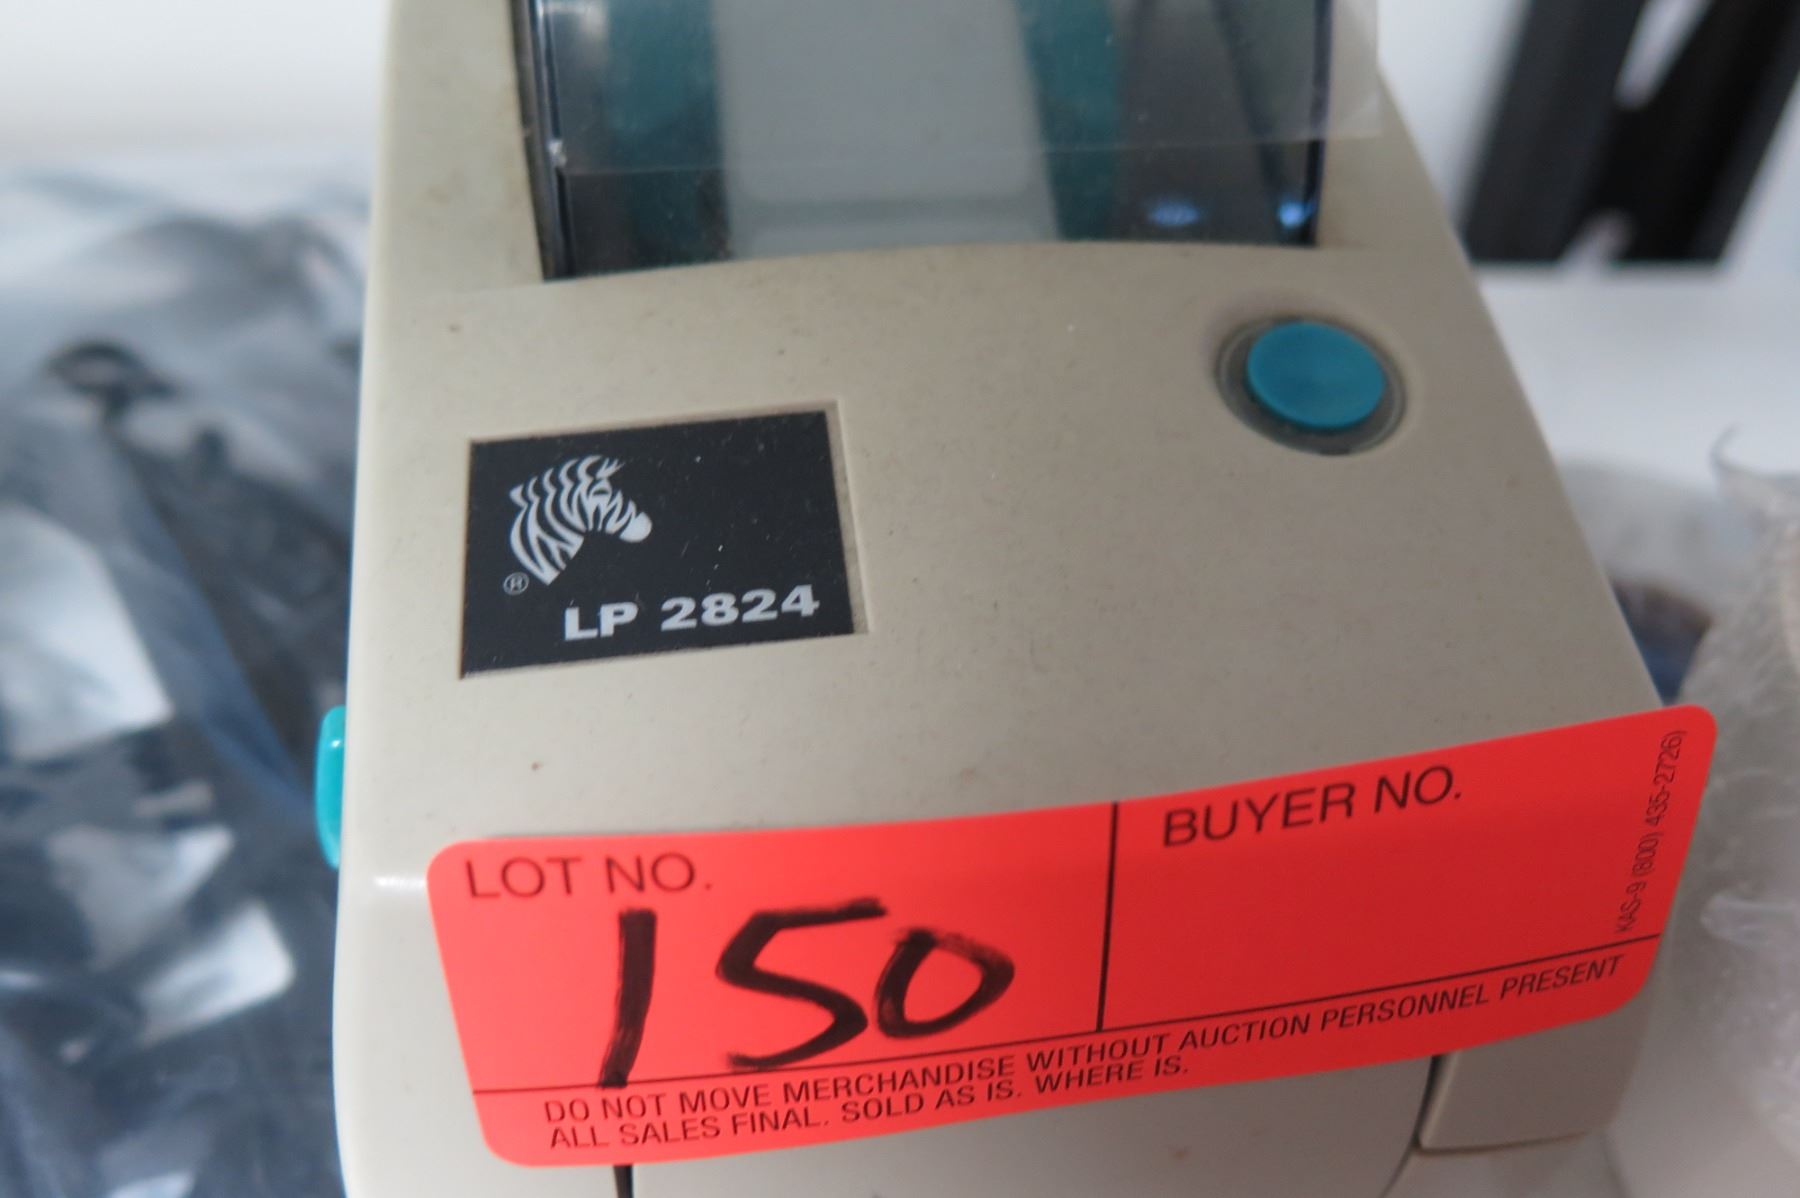 ®
LP 2824
LOT NO.
150
BUYER NO.
KAS-9 (800) 435-2726)
DO NOT MOVE MERCHANDISE WITHOUT AUCTION PERSONNEL PRESENT
ALL SALES FINAL. SOLD AS IS. WHERE IS.